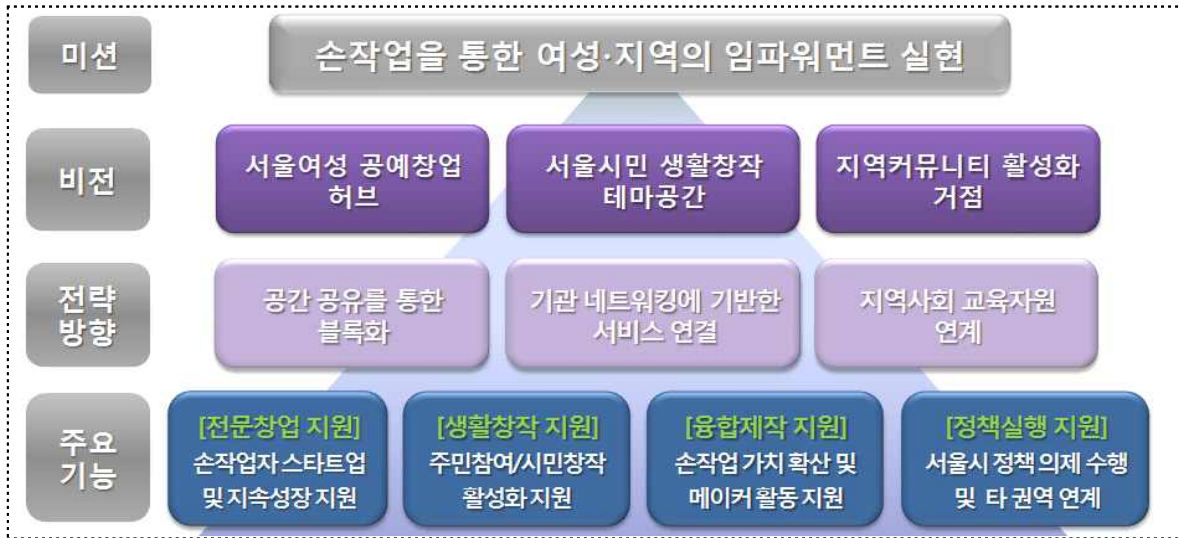 미션
손작업을 통한 여성·지역의 임파워먼트 실현
비전
서울여성 공예창업
허브
서울시민 생활창작
테마공간
지역커뮤니티 활성화
거점
전략
방향
공간 공유를 통한
블록화
기관 네트워킹에 기반한
서비스 연결
지역사회 교육자원
연계
주요
기능
[전문창업 지원]
손작업자 스타트업
및 지속성장 지원
[생활창작 지원]
주민참여/시민창작
활성화 지원
[융합제작 지원]
손작업 가치 확산 및
메이커 활동 지원
[정책실행 지원]
서울시 정책 의제 수행
및 타 권역 연계